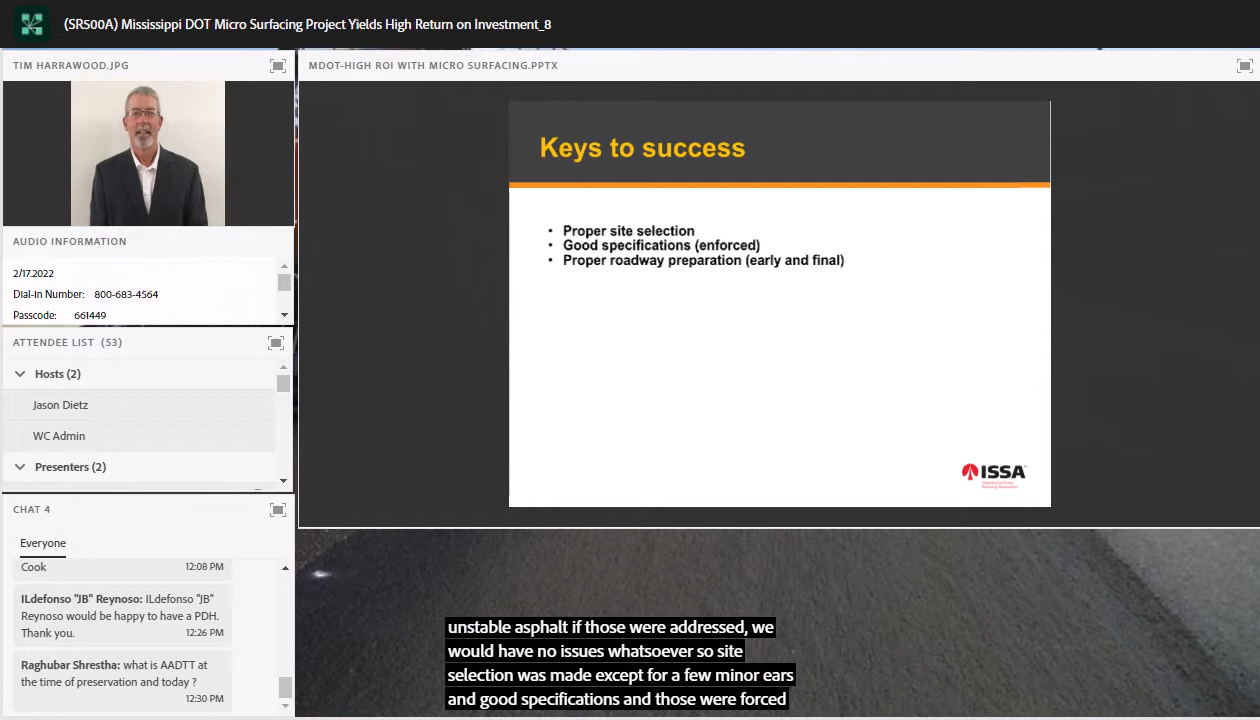 (SR500A) Mississippi DOT Micro Surfacing Project Yields High Return on Investment_8
TIM HARRAWOOD.JPG
AUDIO INFORMATION
2/17.2022
Dial-In Number: 800-683-4564
Passcode: 661449
ATTENDEE LIST (53)
Hosts (2)
Jason Dietz
WC Admin
Presenters (2)
CHAT 4
Everyone
Cook 12:08 PM
ILdefonso "JB" Reynoso: ILdefonso "JB"
Reynoso would be happy to have a PDH.
Thank you. 12:26 PM
Raghubar Shrestha: what is AADTT at
the time of preservation and today ?
12:30 PM
MDOT-HIGH ROI WITH MICRO SURFACING.PPTX
Keys to success
• Proper site selection
• Good specifications (enforced)
• Proper roadway preparation (early and final)
ISSA
unstable asphalt if those were addressed, we
would have no issues whatsoever so site
selection was made except for a few minor ears
and good specifications and those were forced